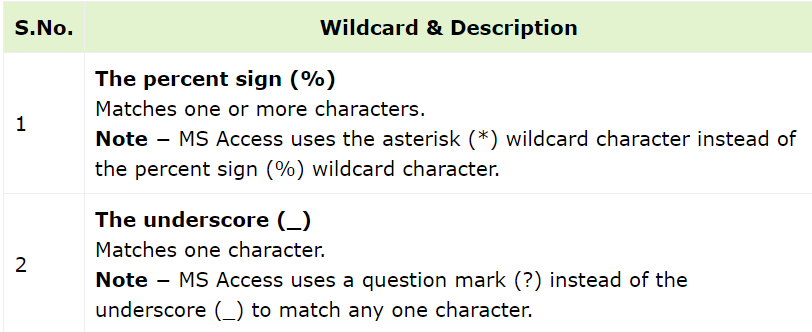 S.No. Wildcard & Description
The percent sign (%)
Matches one or more characters.
1
Note − MS Access uses the asterisk (*) wildcard character instead of
the percent sign (%) wildcard character.
The underscore (_)
Matches one character.
2
Note − MS Access uses a question mark (?) instead of the
underscore (_) to match any one character.